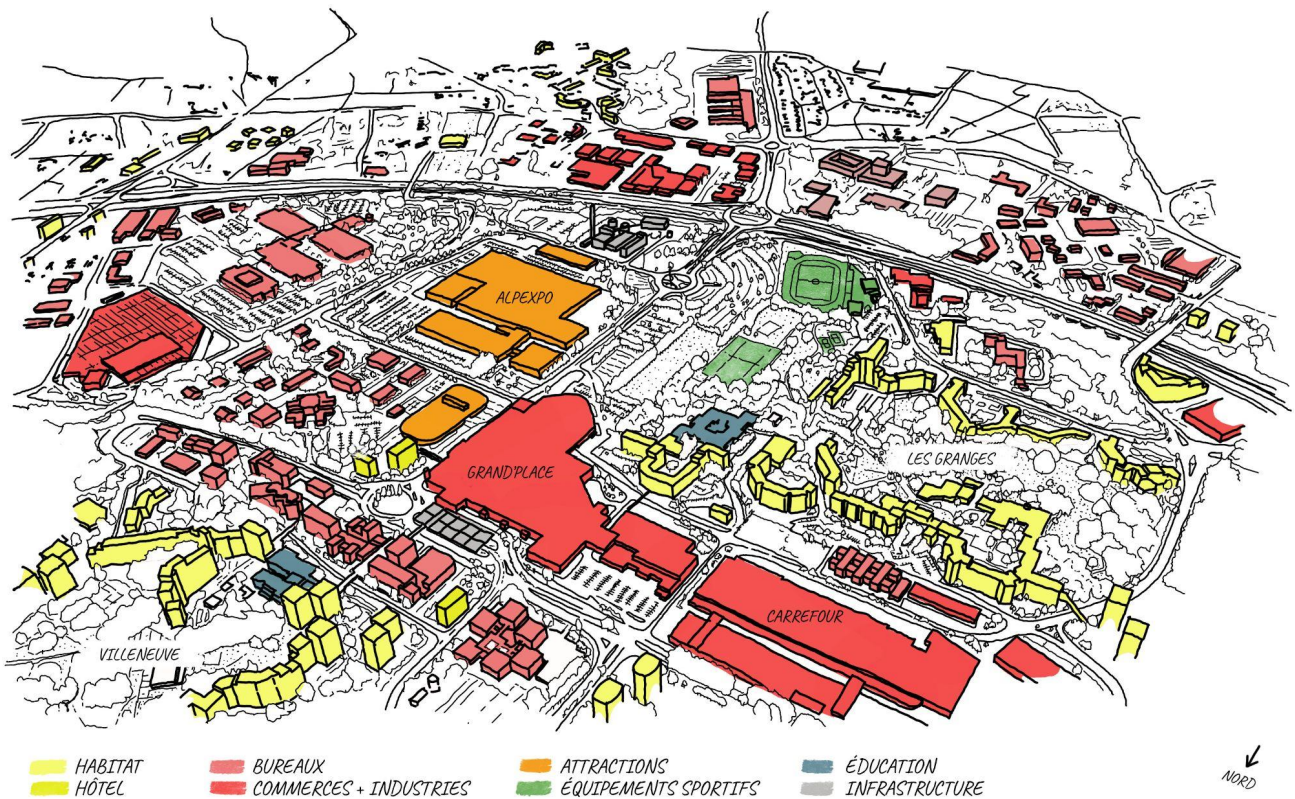 ALPEXPO
GRAND'PLACE
LES GRANGES
CARREFOUR
VILLENEUVE
HABITAT
HÔTEL
BUREAUX
COMMERCES + INDUSTRIES
ATTRACTIONS
ÉQUIPEMENTS SPORTIFS
ÉDUCATION
INFRASTRUCTURE
NORD